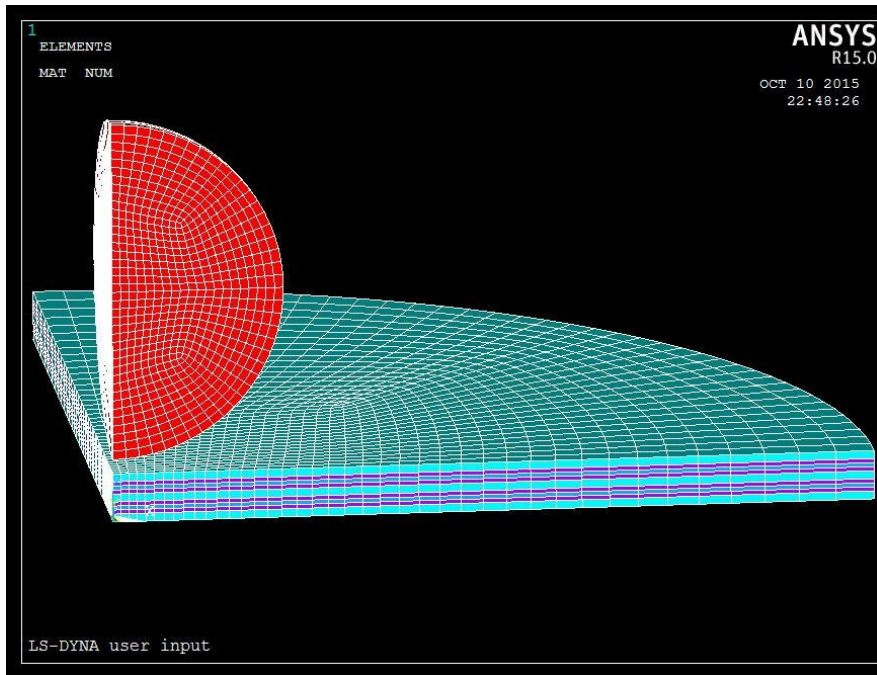 1
ELEMENTS
MAT NUM
ANSYS
R15.0
OCT 10 2015
22:48:26
X
LS-DYNA user input